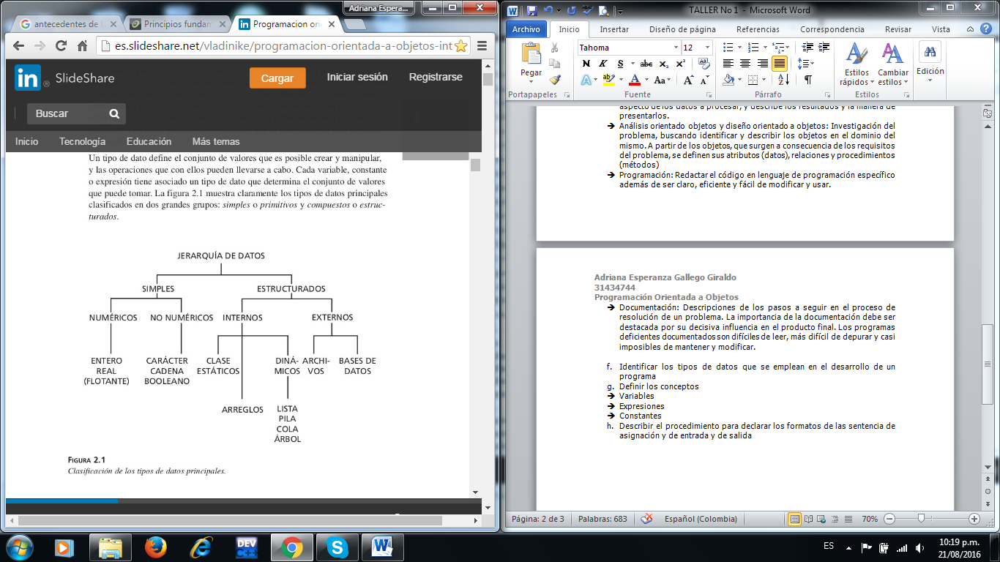 Adriana Espera...
antecedentes de l
Principios fundam
Programacion orie
es.slideshare.net/vladinike/programacion-orientada-a-objetos-int
in SlideShare
Cargar
Iniciar sesión
Registrarse
Buscar
Inicio
Tecnología
Educación
Más temas
Un tipo de dato define el conjunto de valores que es posible crear y manipular,
y las operaciones que con ellos pueden llevarse a cabo. Cada variable, constante
o expresión tiene asociado un tipo de dato que determina el conjunto de valores
que puede tomar. La figura 2.1 muestra claramente los tipos de datos principales
clasificados en dos grandes grupos: simples o primitivos y compuestos o estruc-
turados.
JERARQUÍA DE DATOS
SIMPLES
ESTRUCTURADOS
NUMÉRICOS
NO NUMÉRICOS
INTERNOS
EXTERNOS
ENTERO
REAL
(FLOTANTE)
CARÁCTER
CADENA
BOOLEANO
CLASE
ESTÁTICOS
DINÁ-
MICOS
ARCHI-
VOS
BASES DE
DATOS
ARREGLOS
LISTA
PILA
COLA
ÁRBOL
FIGURA 2.1
Clasificación de los tipos de datos principales.
TALLER No 1 - Microsoft Word
Archivo
Inicio
Insertar
Diseño de página
Referencias
Correspondencia
Revisar
Vista
Pegar
Portapapeles
Tahoma
12
N K S abc x₂ x²
A ab A Aa A A
Fuente
Párrafo
Estilos
rápidos
Cambiar
estilos
Estilos
Edición
aspecto de los datos a procesar, y describe los resultados y la manera de
presentarlos.
➔ Análisis orientado objetos y diseño orientado a objetos: Investigación del
problema, buscando identificar y describir los objetos en el dominio del
mismo. A partir de los objetos, que surgen a consecuencia de los requisitos
del problema, se definen sus atributos (datos), relaciones y procedimientos
(métodos)
➔ Programación: Redactar el código en lenguaje de programación específico
además de ser claro, eficiente y fácil de modificar y usar.
Adriana Esperanza Gallego Giraldo
31434744
Programación Orientada a Objetos
➔ Documentación: Descripciones de los pasos a seguir en el proceso de
resolución de un problema. La importancia de la documentación debe ser
destacada por su decisiva influencia en el producto final. Los programas
deficientes documentados son difíciles de leer, más difícil de depurar y casi
imposibles de mantener y modificar.
f. Identificar los tipos de datos que se emplean en el desarrollo de un
programa
g. Definir los conceptos
➔ Variables
➔ Expresiones
➔ Constantes
h. Describir el procedimiento para declarar los formatos de las sentencia de
asignación y de entrada y de salida
Página: 2 de 3
Palabras: 683
Español (Colombia)
70%
DEV
C++
ES
10:19 p.m.
21/08/2016